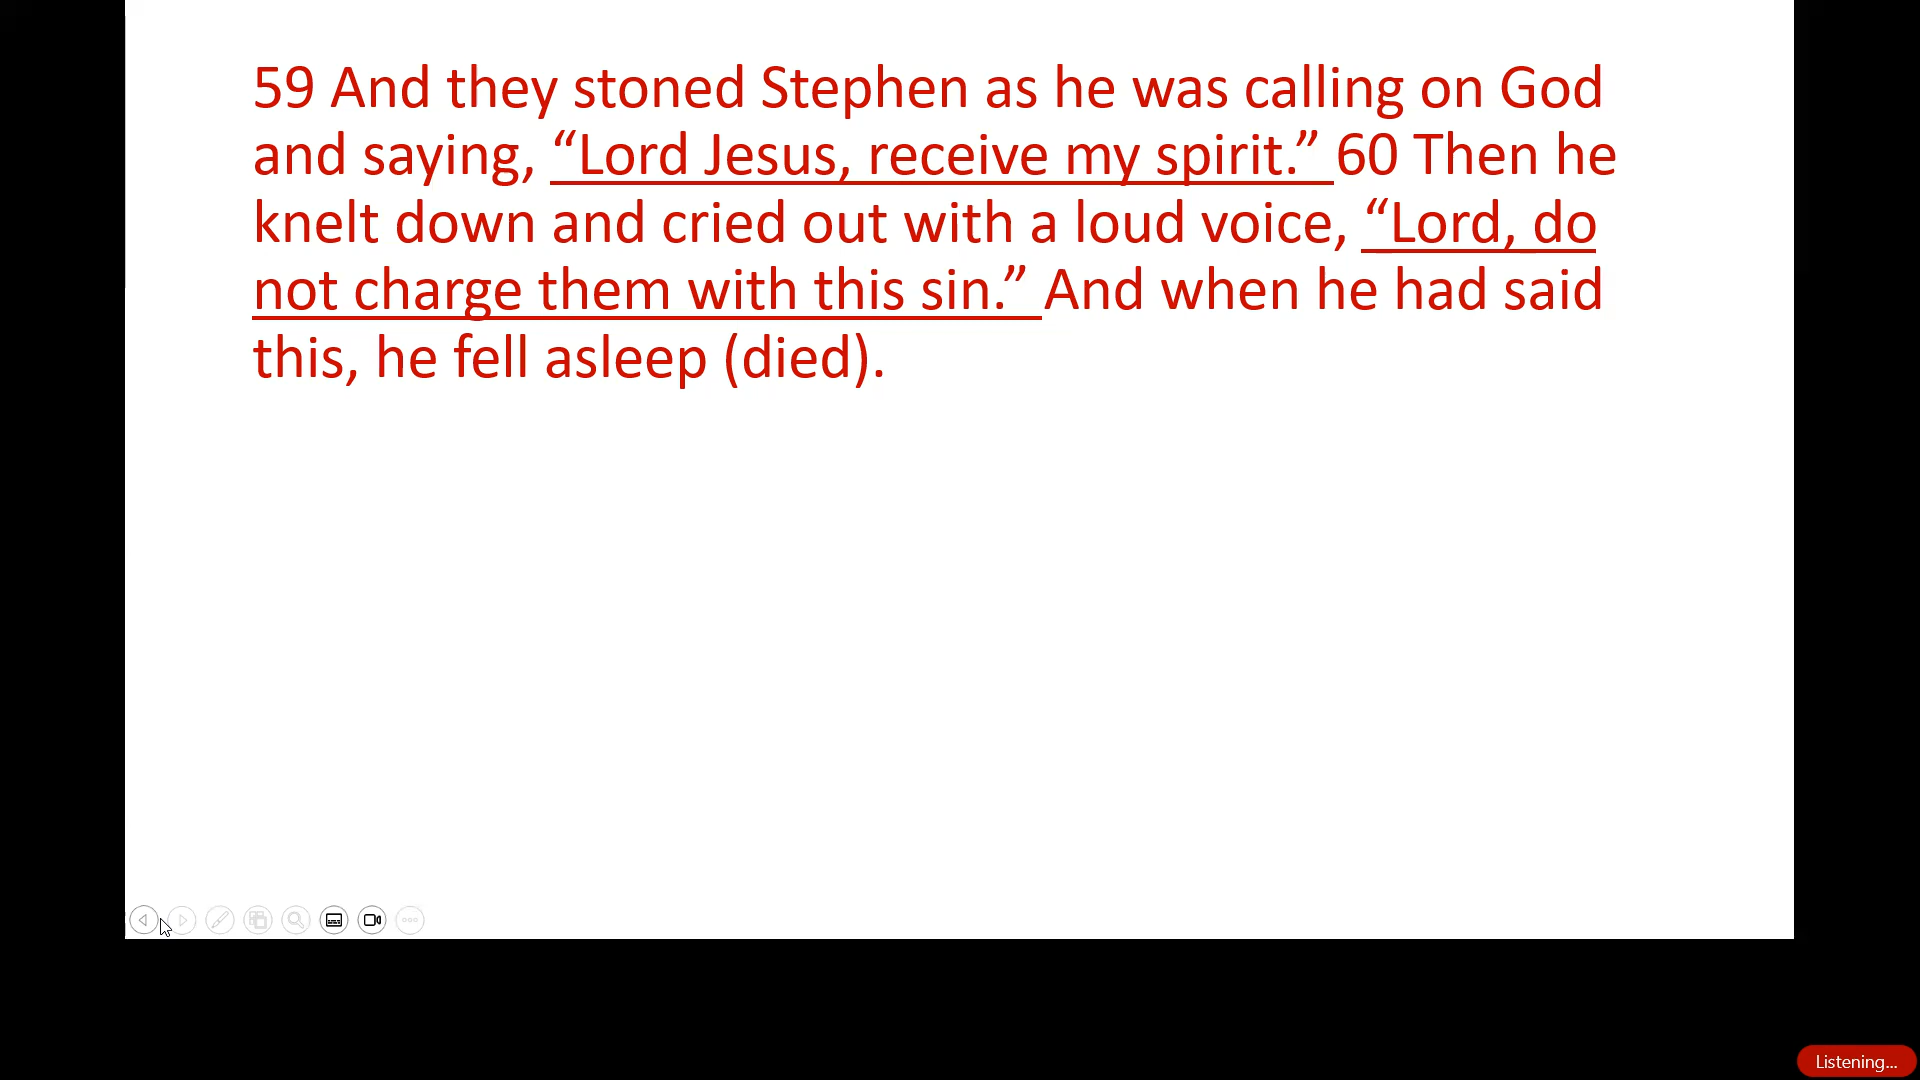 59 And they stoned Stephen as he was calling on God
and saying, “Lord Jesus, receive my spirit.” 60 Then he
knelt down and cried out with a loud voice, “Lord, do
not charge them with this sin.” And when he had said
this, he fell asleep (died).
Listening...